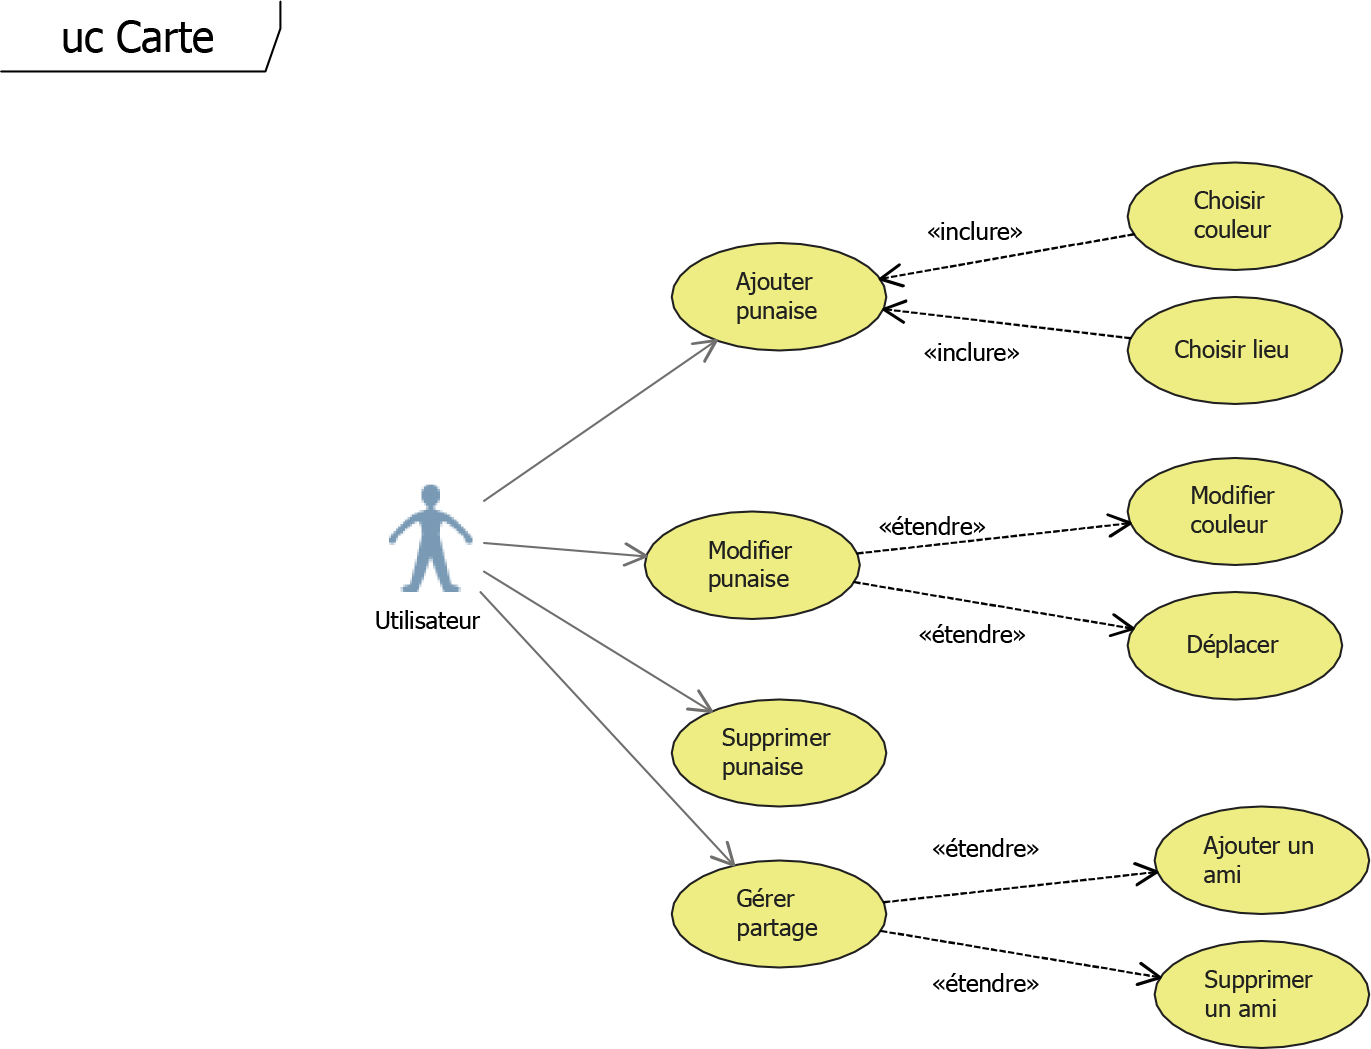 uc Carte
Choisir
couleur
«inclure»
Ajouter
punaise
Choisir lieu
«inclure»
Modifier
couleur
«étendre»
Modifier
punaise
Utilisateur
«étendre»
Déplacer
Supprimer
punaise
Ajouter un
ami
«étendre»
Gérer
partage
«étendre»
Supprimer
un ami